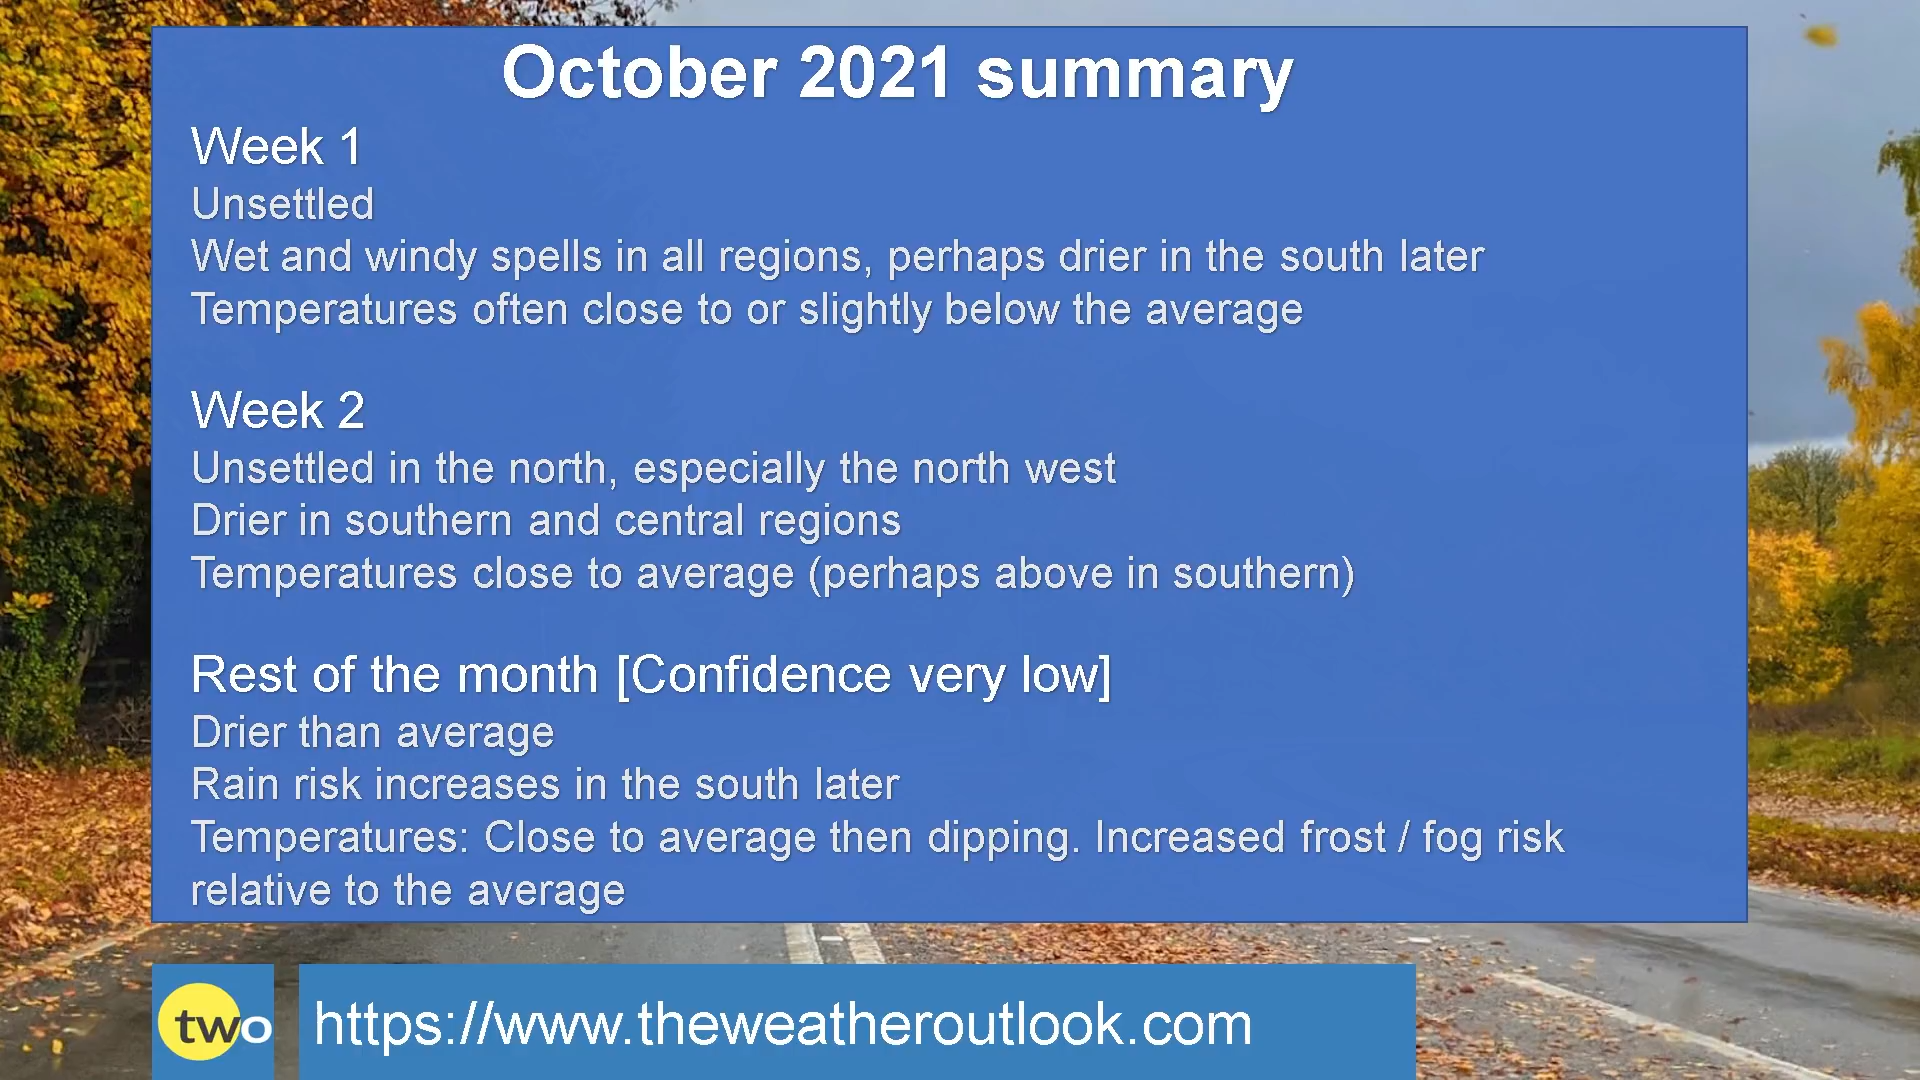 October 2021 summary
Week 1
Unsettled
Wet and windy spells in all regions, perhaps drier in the south later
Temperatures often close to or slightly below the average
Week 2
Unsettled in the north, especially the north west
Drier in southern and central regions
Temperatures close to average (perhaps above in southern)
Rest of the month [Confidence very low]
Drier than average
Rain risk increases in the south later
Temperatures: Close to average then dipping. Increased frost / fog risk
relative to the average
two
https://www.theweatheroutlook.com